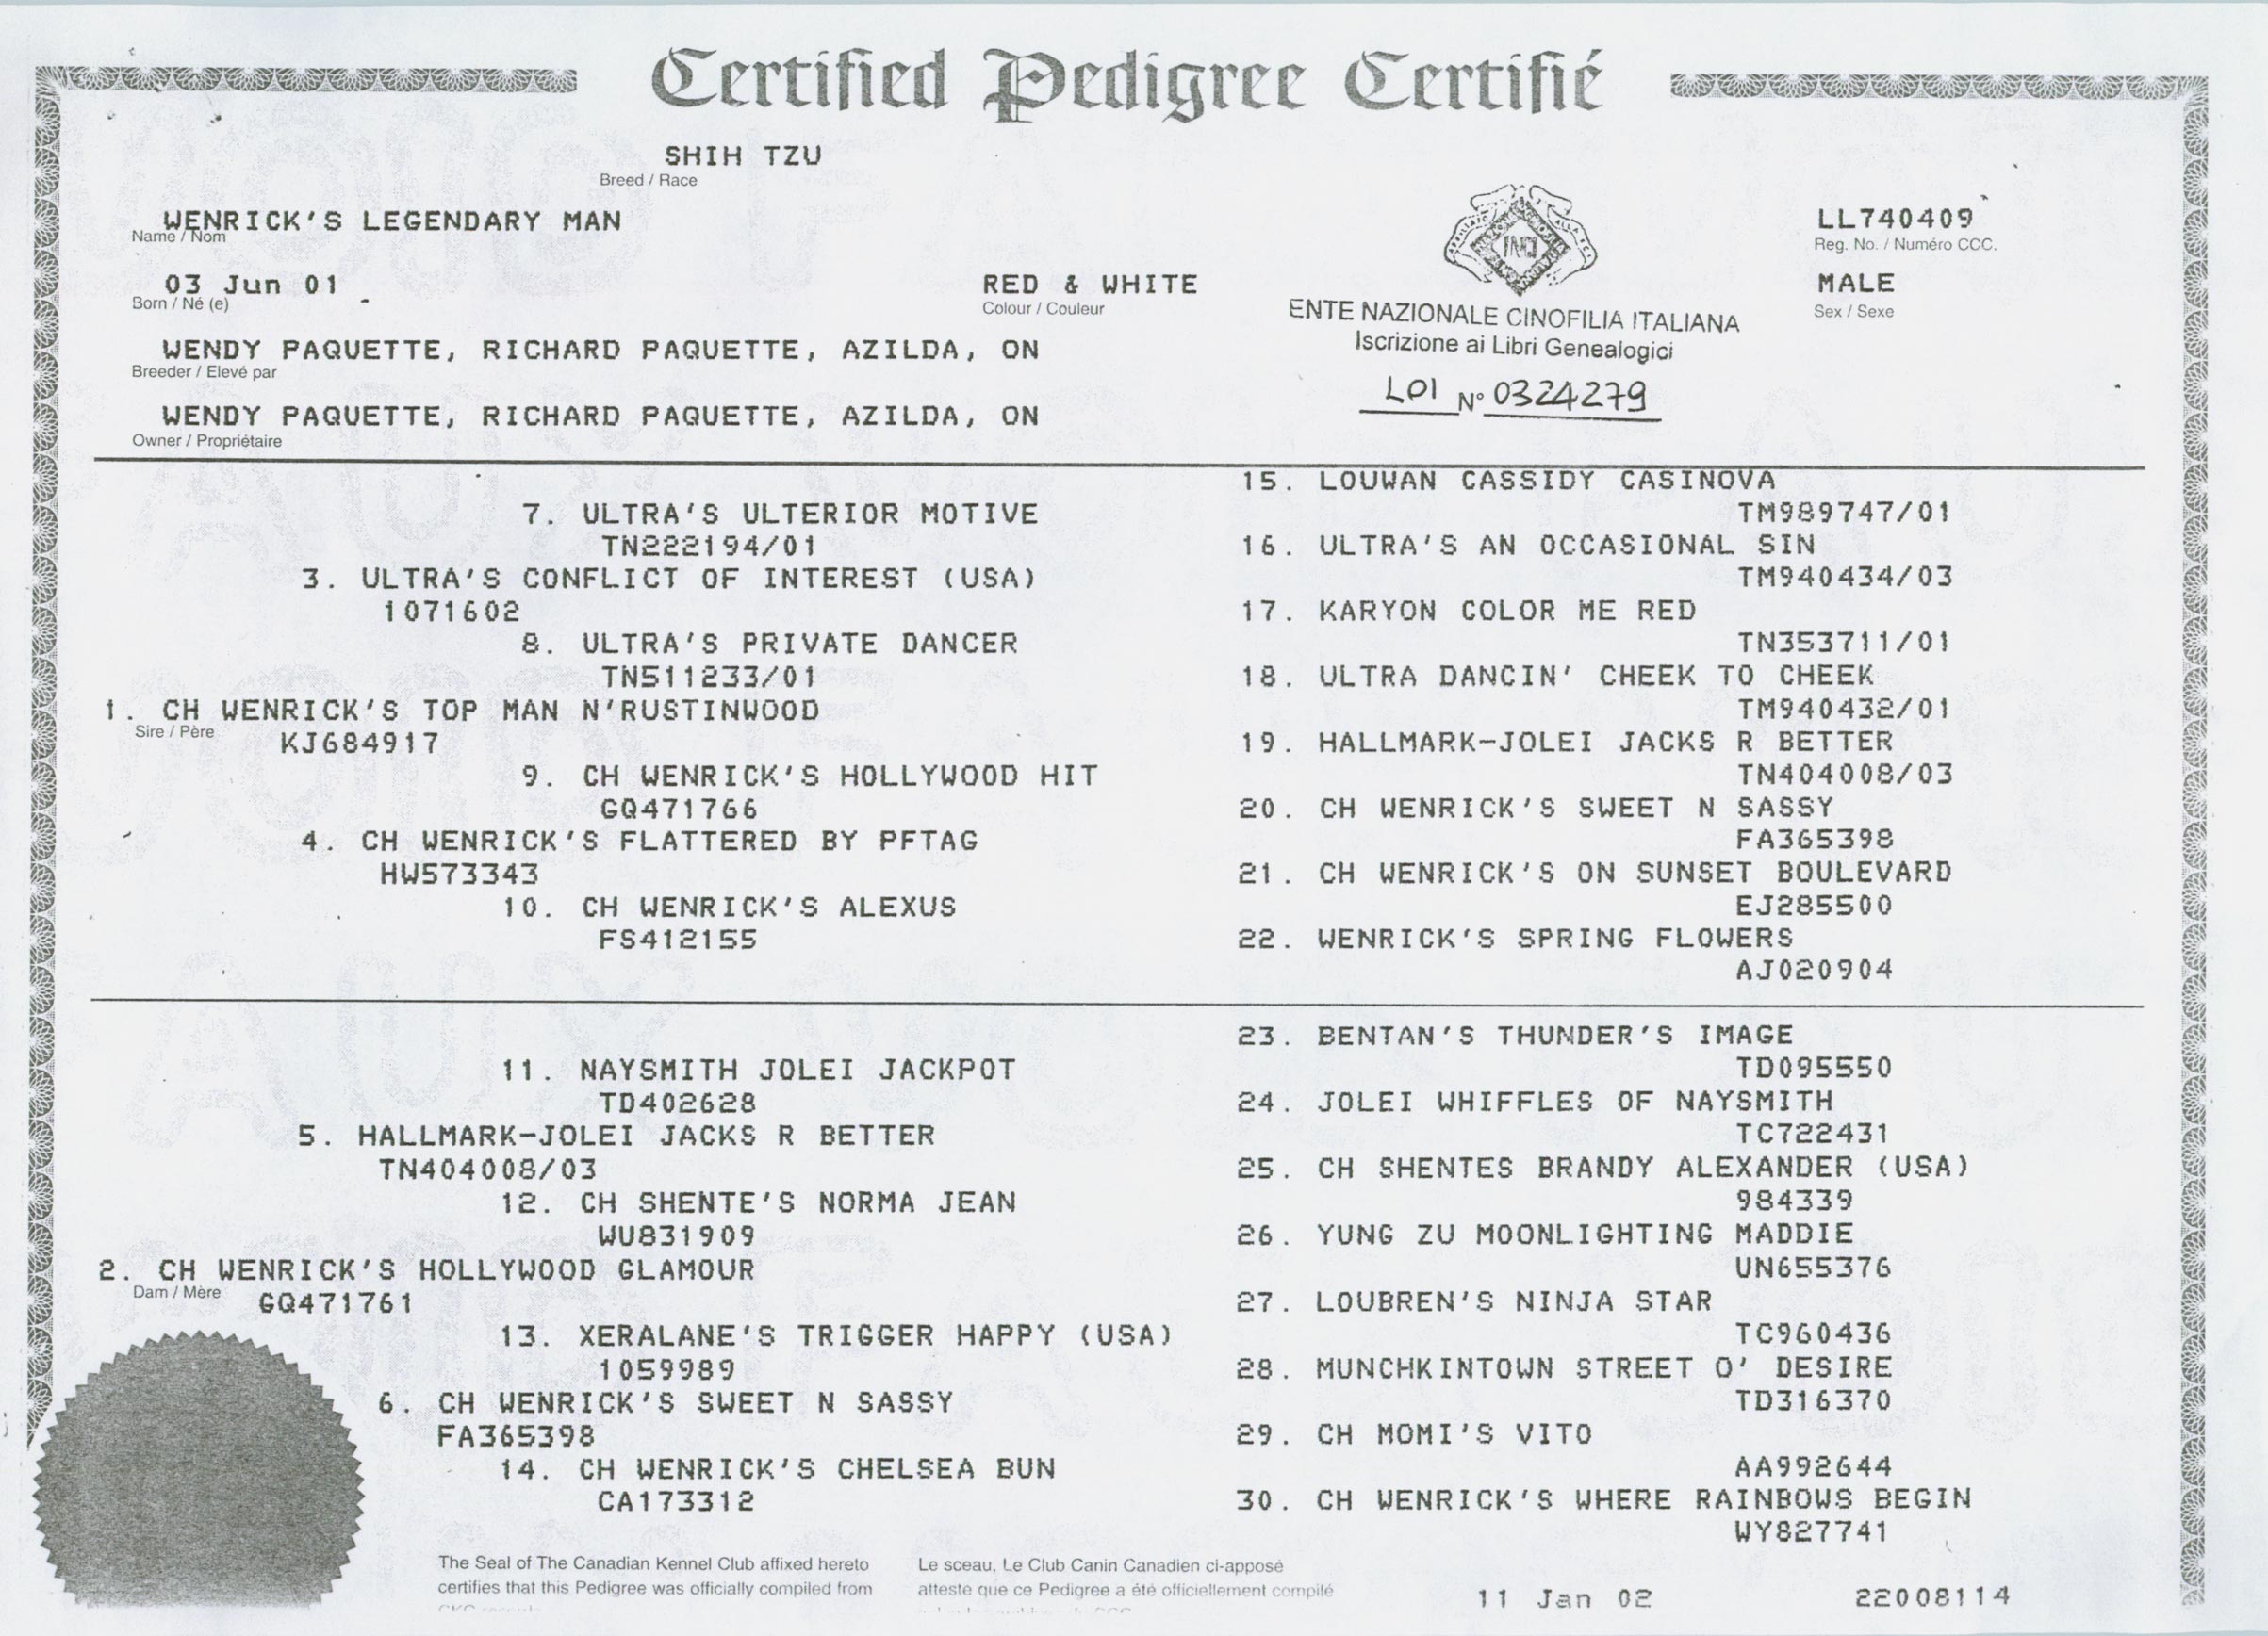 Certified Pedigree Certifié
SHIH TZU
Breed / Race
WENRICK'S LEGENDARY MAN
Name / Nom
LL740409
Reg. No. / Numéro CCC.
03 Jun 01
Born / Né (e)
RED & WHITE
Colour / Couleur
MALE
Sex / Sexe
ENTE NAZIONALE CINOFILIA ITALIANA
Iscrizione ai Libri Genealogici
LOI N° 0324279
WENDY PAQUETTE, RICHARD PAQUETTE, AZILDA, ON
Breeder / Elevé par
WENDY PAQUETTE, RICHARD PAQUETTE, AZILDA, ON
Owner / Propriétaire
7. ULTRA'S ULTERIOR MOTIVE
TN222194/01
3. ULTRA'S CONFLICT OF INTEREST (USA)
1071602
8. ULTRA'S PRIVATE DANCER
TN511233/01
1. CH WENRICK'S TOP MAN N'RUSTINWOOD
Sire / Père
KJ684917
9. CH WENRICK'S HOLLYWOOD HIT
GQ471766
4. CH WENRICK'S FLATTERED BY PFTAG
HW573343
10. CH WENRICK'S ALEXUS
FS412155
15. LOUWAN CASSIDY CASINOVA
TM989747/01
16. ULTRA'S AN OCCASIONAL SIN
TM940434/03
17. KARYON COLOR ME RED
TN353711/01
18. ULTRA DANCIN' CHEEK TO CHEEK
TM940432/01
19. HALLMARK-JOLEI JACKS R BETTER
TN404008/03
20. CH WENRICK'S SWEET N SASSY
FA365398
21. CH WENRICK'S ON SUNSET BOULEVARD
EJ285500
22. WENRICK'S SPRING FLOWERS
AJ020904
11. NAYSMITH JOLEI JACKPOT
TD402628
5. HALLMARK-JOLEI JACKS R BETTER
TN404008/03
12. CH SHENTE'S NORMA JEAN
WU831909
2. CH WENRICK'S HOLLYWOOD GLAMOUR
Dam / Mère
GQ471761
13. XERALANE'S TRIGGER HAPPY (USA)
1059989
6. CH WENRICK'S SWEET N SASSY
FA365398
14. CH WENRICK'S CHELSEA BUN
CA173312
23. BENTAN'S THUNDER'S IMAGE
TD095550
24. JOLEI WHIFFLES OF NAYSMITH
TC722431
25. CH SHENTES BRANDY ALEXANDER (USA)
984339
26. YUNG ZU MOONLIGHTING MADDIE
UN655376
27. LOUBREN'S NINJA STAR
TC960436
28. MUNCHKINTOWN STREET O' DESIRE
TD316370
29. CH MOMI'S VITO
AA992644
30. CH WENRICK'S WHERE RAINBOWS BEGIN
WY827741
The Seal of The Canadian Kennel Club affixed hereto
certifies that this Pedigree was officially compiled from
Le sceau, Le Club Canin Canadien ci-apposé
atteste que ce Pedigree a été officiellement compilé
11 Jan 02
22008114